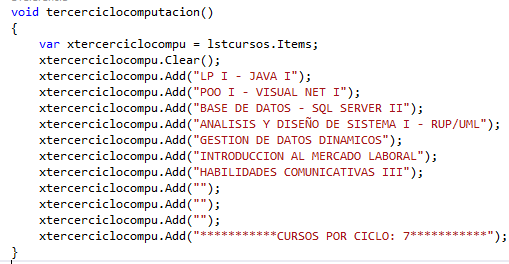 void tercerciclocomputacion()
{
var xtercerciclocompu = lstcursos.Items;
xtercerciclocompu.Clear();
xtercerciclocompu.Add("LP I - JAVA I");
xtercerciclocompu.Add("POO I - VISUAL NET I");
xtercerciclocompu.Add("BASE DE DATOS - SQL SERVER II");
xtercerciclocompu.Add("ANALISIS Y DISEÑO DE SISTEMA I - RUP/UML");
xtercerciclocompu.Add("GESTION DE DATOS DINAMICOS");
xtercerciclocompu.Add("INTRODUCCION AL MERCADO LABORAL");
xtercerciclocompu.Add("HABILIDADES COMUNICATIVAS III");
xtercerciclocompu.Add("");
xtercerciclocompu.Add("");
xtercerciclocompu.Add("");
xtercerciclocompu.Add("***********CURSOS POR CICLO: 7***********");
}